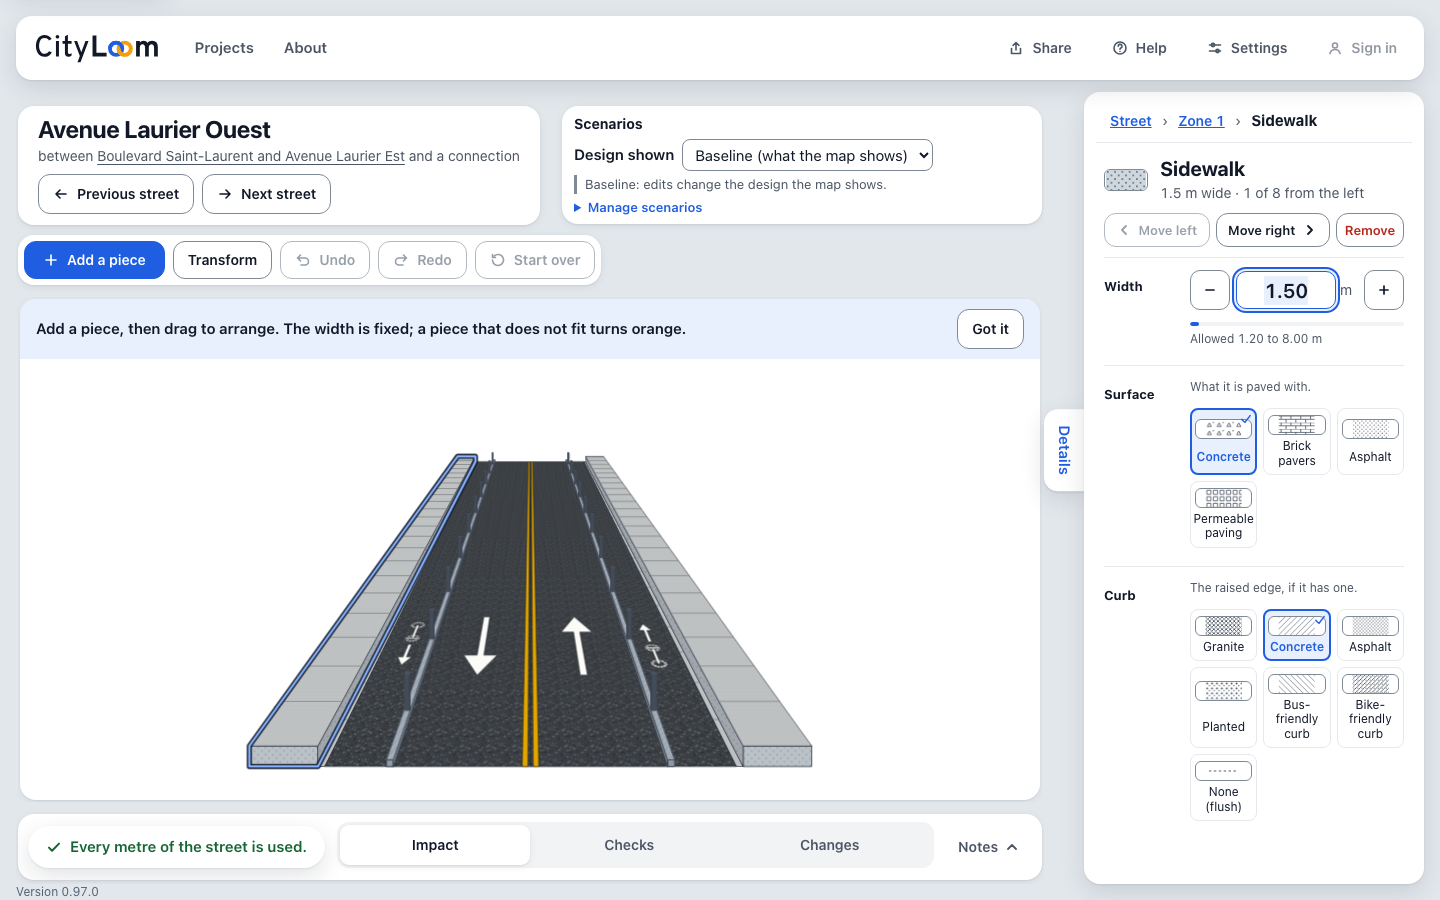 CityLoom
Projects
About
Share
Help
Settings
Sign in
Avenue Laurier Ouest
between Boulevard Saint-Laurent and Avenue Laurier Est and a connection
Previous street
Next street
Scenarios
Design shown
Baseline (what the map shows)
Baseline: edits change the design the map shows.
Manage scenarios
Add a piece
Transform
Undo
Redo
Start over
Add a piece, then drag to arrange. The width is fixed; a piece that does not fit turns orange.
Got it
Details
Street › Zone 1 › Sidewalk
Sidewalk
1.5 m wide · 1 of 8 from the left
Move left
Move right
Remove
Width
−
1.50
m
+
Allowed 1.20 to 8.00 m
Surface
What it is paved with.
Concrete
Brick
pavers
Asphalt
Permeable
paving
Curb
The raised edge, if it has one.
Granite
Concrete
Asphalt
Planted
Bus-
friendly
curb
Bike-
friendly
curb
None
(flush)
Every metre of the street is used.
Impact
Checks
Changes
Notes
Version 0.97.0